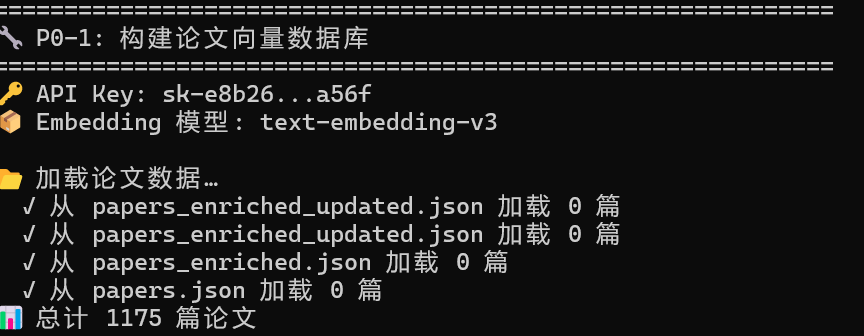 ============================================================
🔧 P0-1: 构建论文向量数据库
============================================================
🔑 API Key: sk-e8b26...a56f
📦 Embedding 模型: text-embedding-v3
📂 加载论文数据…
√ 从 papers_enriched_updated.json 加载 0 篇
√ 从 papers_enriched_updated.json 加载 0 篇
√ 从 papers_enriched.json 加载 0 篇
√ 从 papers.json 加载 0 篇
📊 总计 1175 篇论文